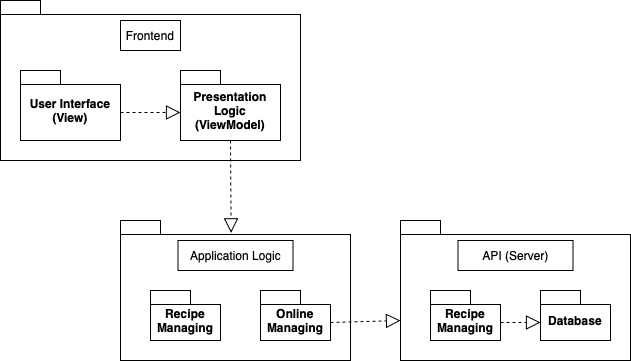 Frontend
User Interface
(View)
Presentation
Logic
(ViewModel)
Application Logic
Recipe
Managing
Online
Managing
API (Server)
Recipe
Managing
Database